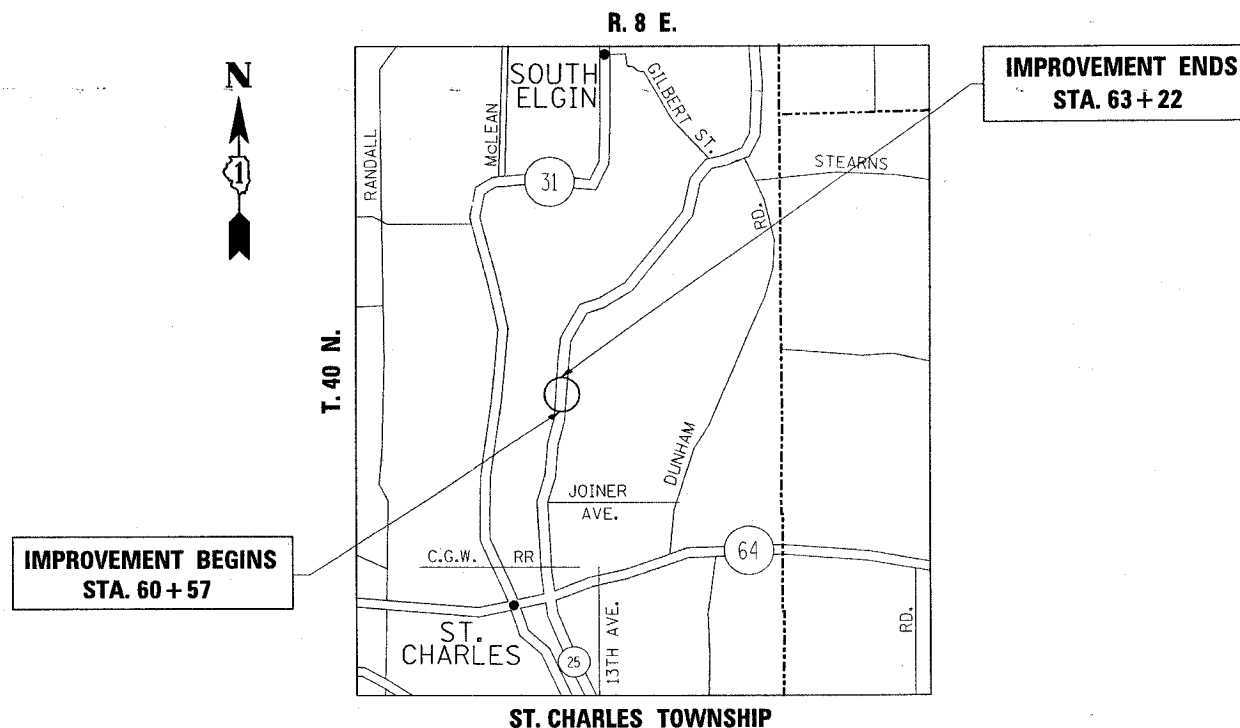 R. 8 E.
IMPROVEMENT ENDS
STA. 63+22
N
1
SOUTH
ELGIN
GILBERT ST.
McLEAN
RANDALL
31
STEARNS
RD.
T. 40 N.
DUNHAM
JOINER
AVE.
64
IMPROVEMENT BEGINS
STA. 60+57
C.G.W. RR
13TH AVE.
RD.
ST.
CHARLES
25
ST. CHARLES TOWNSHIP